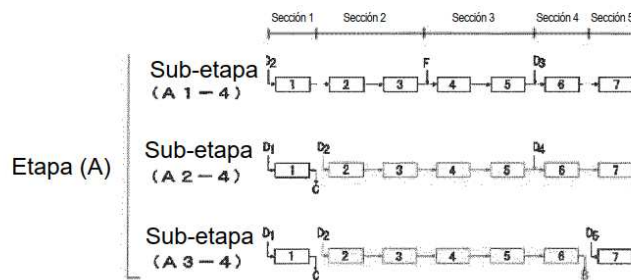 Sección 1 Sección 2 Sección 3 Sección 4 Sección 5
D2 F D3
Sub-etapa
1 2 3 4 5 6 7
(A 1-4)
D1 D2 D4
Sub-etapa
1 2 3 4 5 6 7
Etapa (A)
(A 2-4)
C
D1 D2 D5
Sub-etapa
1 2 3 4 5 6 7
(A 3-4)
C